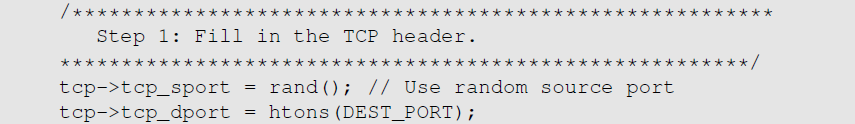 /*********************************************************
Step 1: Fill in the TCP header.
********************************************************/
tcp->tcp_sport = rand(); // Use random source port
tcp->tcp_dport = htons(DEST_PORT);